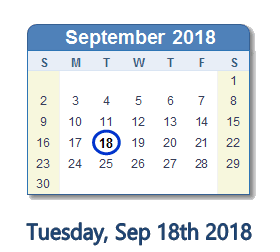 September 2018
S M T W T F S
1
2 3 4 5 6 7 8
9 10 11 12 13 14 15
16 17 18 19 20 21 22
23 24 25 26 27 28 29
30
Tuesday, Sep 18th 2018